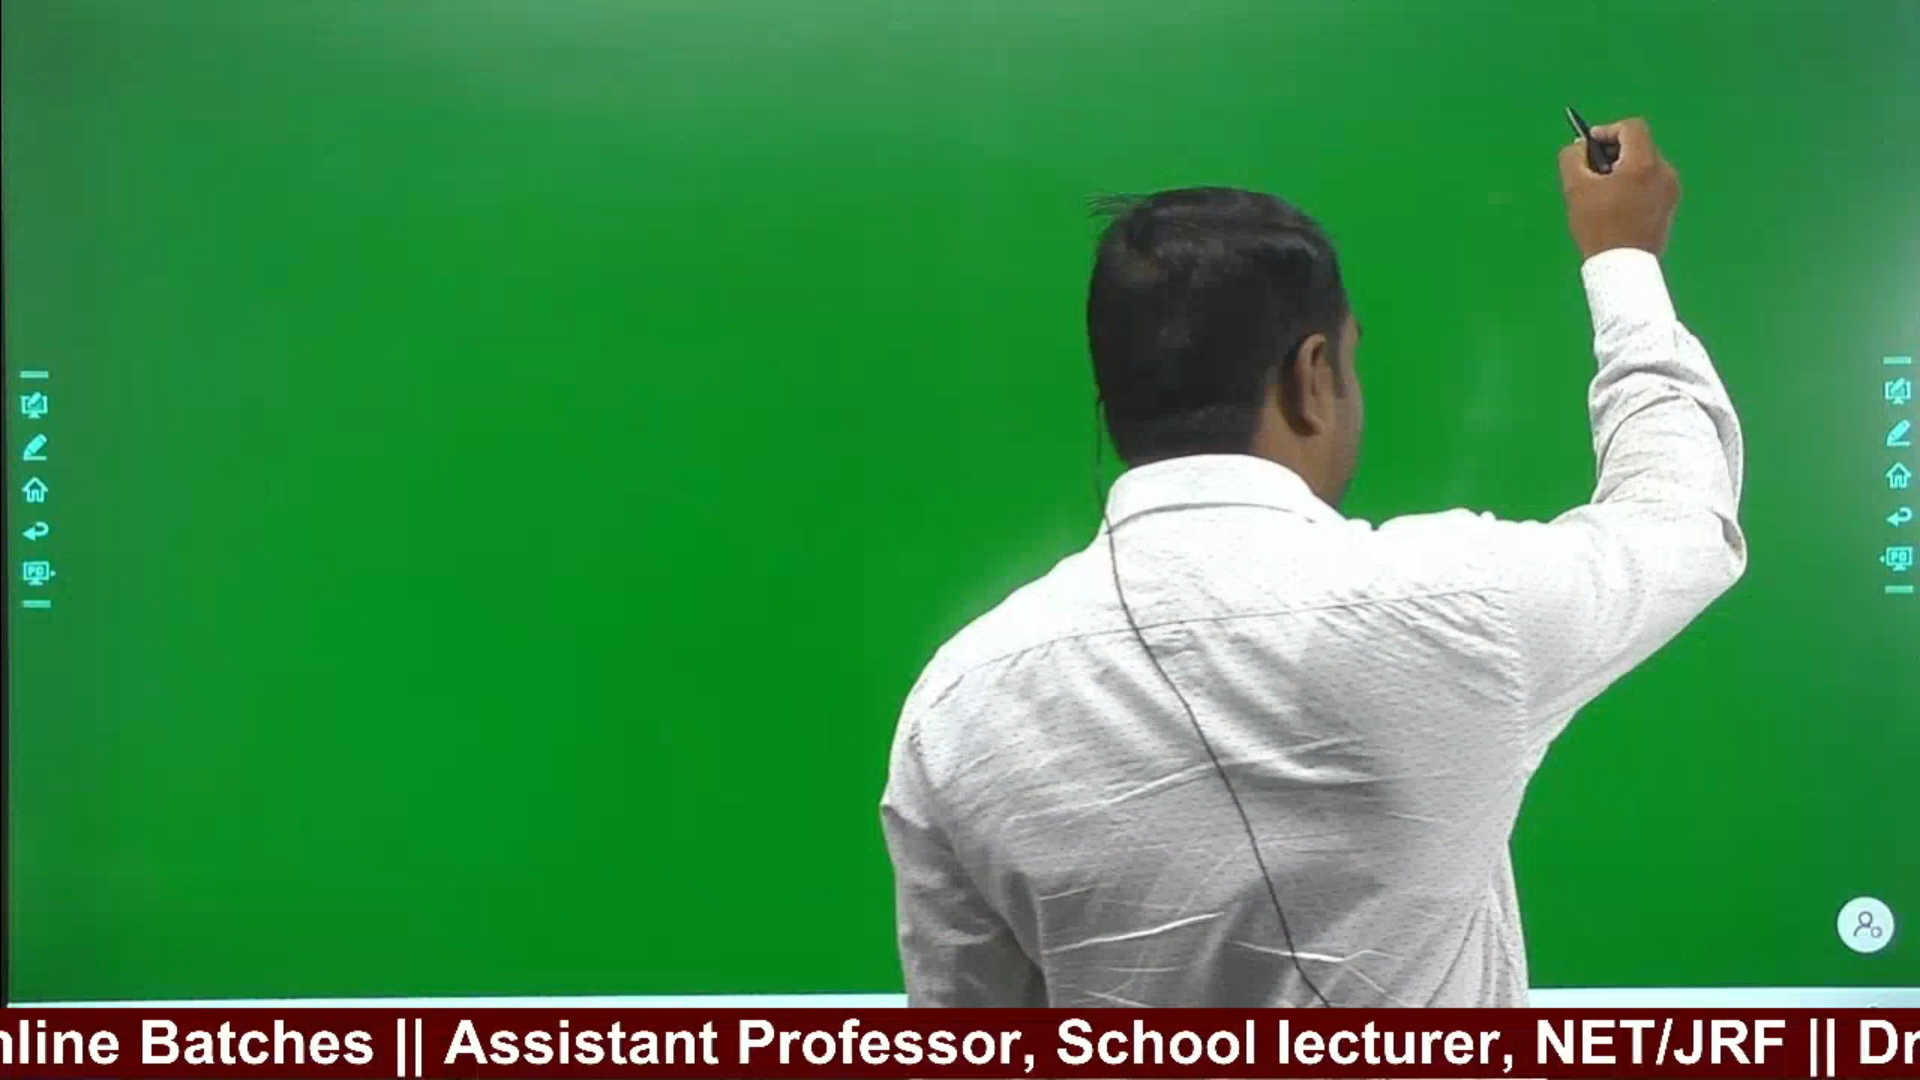 nline Batches || Assistant Professor, School lecturer, NET/JRF || Dr